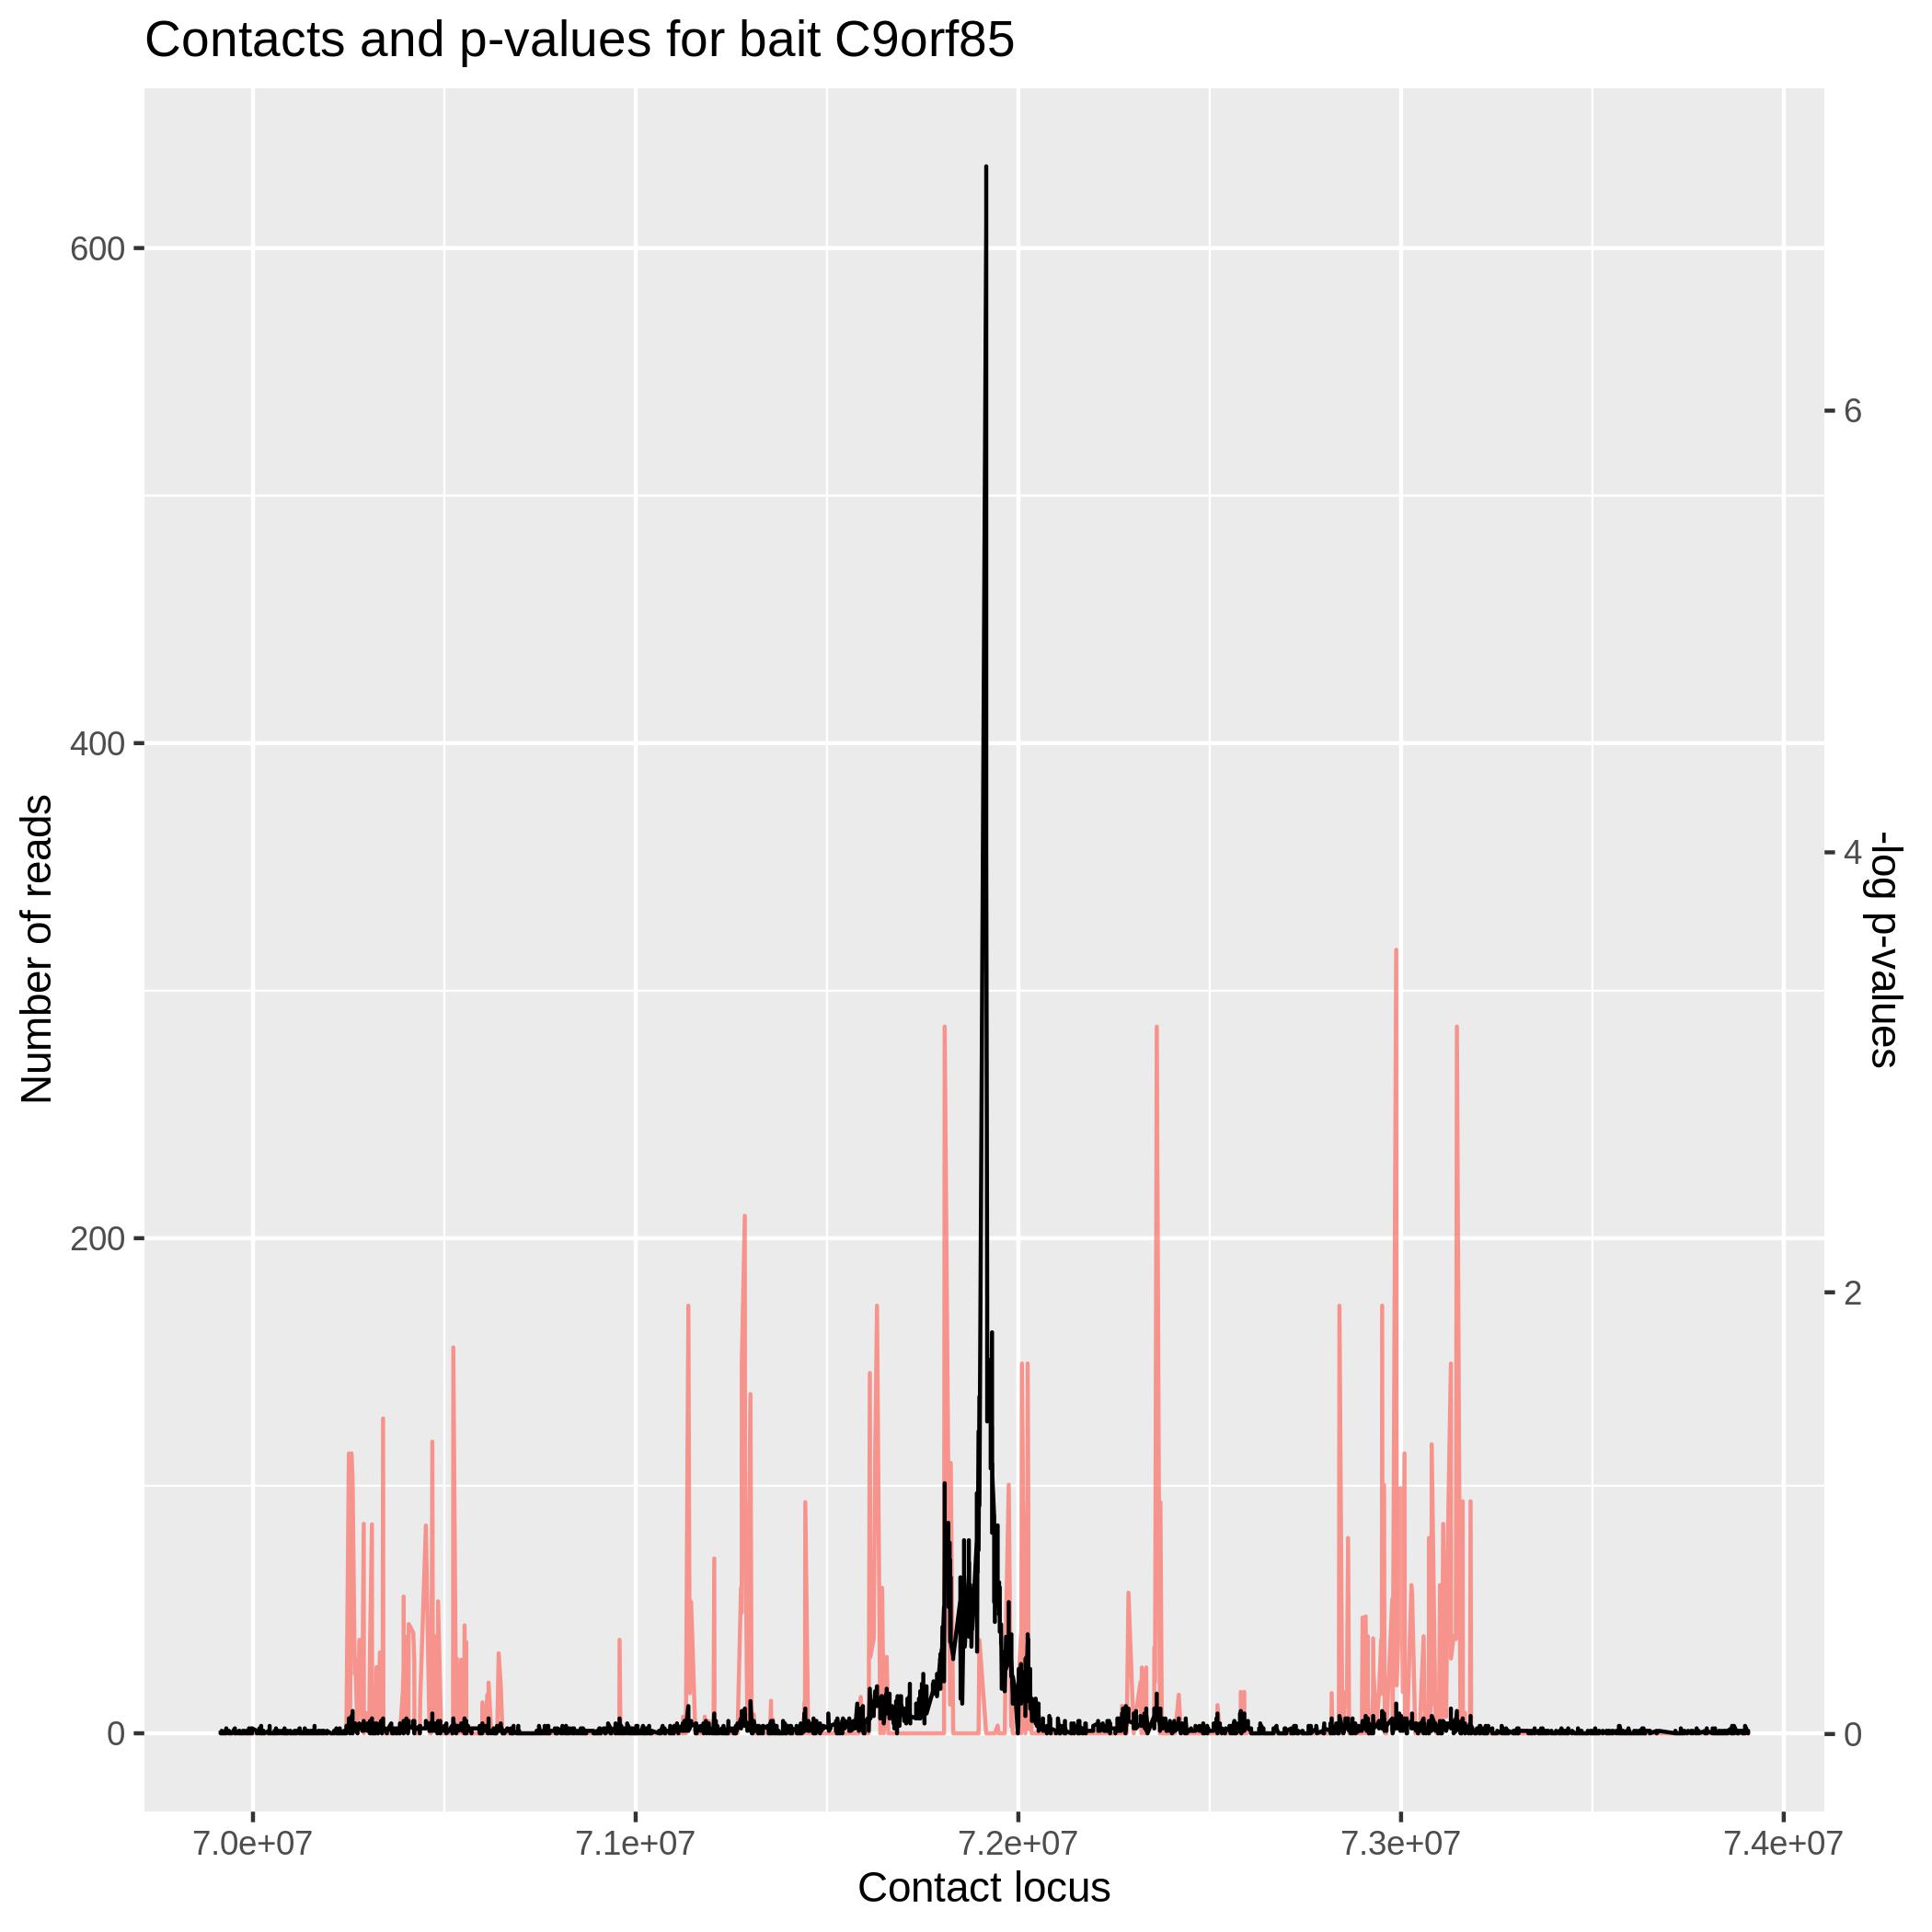 Contacts and p-values for bait C9orf85
600
400
200
0
Number of reads
6
4
2
0
-log p-values
7.0e+07
7.1e+07
7.2e+07
7.3e+07
7.4e+07
Contact locus